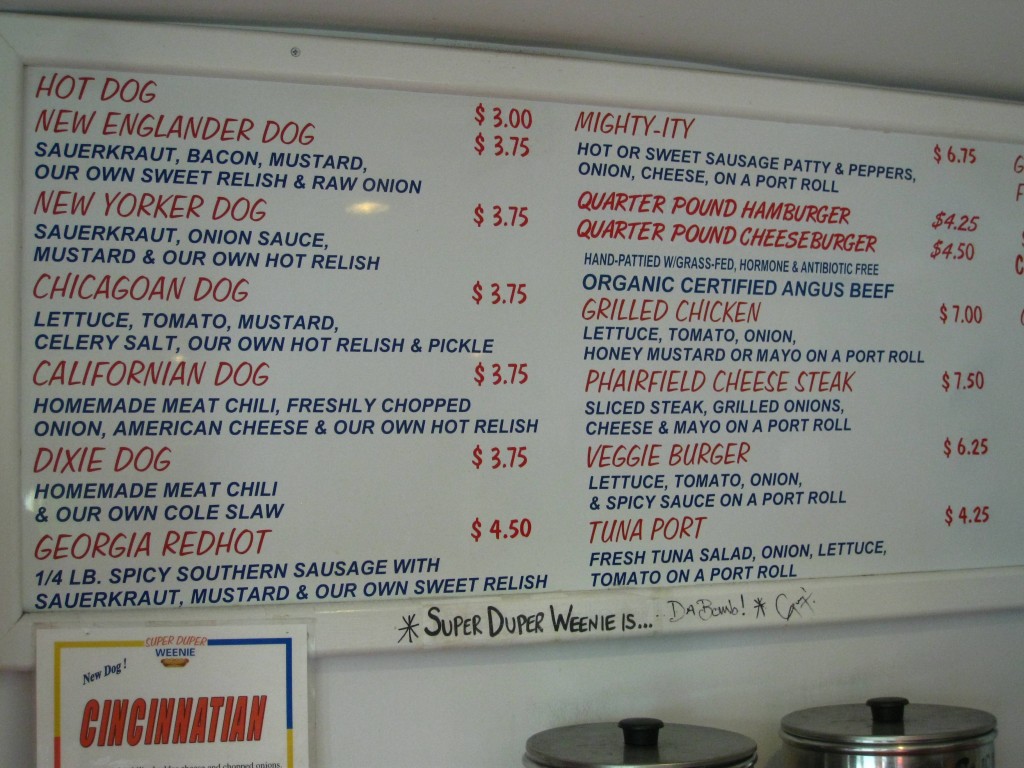 HOT DOG $ 3.00
NEW ENGLANDER DOG $ 3.75
SAUERKRAUT, BACON, MUSTARD,
OUR OWN SWEET RELISH & RAW ONION
NEW YORKER DOG $ 3.75
SAUERKRAUT, ONION SAUCE,
MUSTARD & OUR OWN HOT RELISH
CHICAGOAN DOG $ 3.75
LETTUCE, TOMATO, MUSTARD,
CELERY SALT, OUR OWN HOT RELISH & PICKLE
CALIFORNIAN DOG $ 3.75
HOMEMADE MEAT CHILI, FRESHLY CHOPPED
ONION, AMERICAN CHEESE & OUR OWN HOT RELISH
DIXIE DOG $ 3.75
HOMEMADE MEAT CHILI
& OUR OWN COLE SLAW
GEORGIA REDHOT $ 4.50
1/4 LB. SPICY SOUTHERN SAUSAGE WITH
SAUERKRAUT, MUSTARD & OUR OWN SWEET RELISH
MIGHTY-ITY $ 6.75
HOT OR SWEET SAUSAGE PATTY & PEPPERS,
ONION, CHEESE, ON A PORT ROLL
QUARTER POUND HAMBURGER $4.25
QUARTER POUND CHEESEBURGER $4.50
HAND-PATTIED W/GRASS-FED, HORMONE & ANTIBIOTIC FREE
ORGANIC CERTIFIED ANGUS BEEF
GRILLED CHICKEN $ 7.00
LETTUCE, TOMATO, ONION,
HONEY MUSTARD OR MAYO ON A PORT ROLL
PHAIRFIELD CHEESE STEAK $ 7.50
SLICED STEAK, GRILLED ONIONS,
CHEESE & MAYO ON A PORT ROLL
VEGGIE BURGER $ 6.25
LETTUCE, TOMATO, ONION,
& SPICY SAUCE ON A PORT ROLL
TUNA PORT $ 4.25
FRESH TUNA SALAD, ONION, LETTUCE,
TOMATO ON A PORT ROLL
* SUPER DUPER WEENIE IS... Da Bomb! *
SUPER DUPER
WEENIE
New Dog!
CINCINNATIAN
cheese and chopped onions.